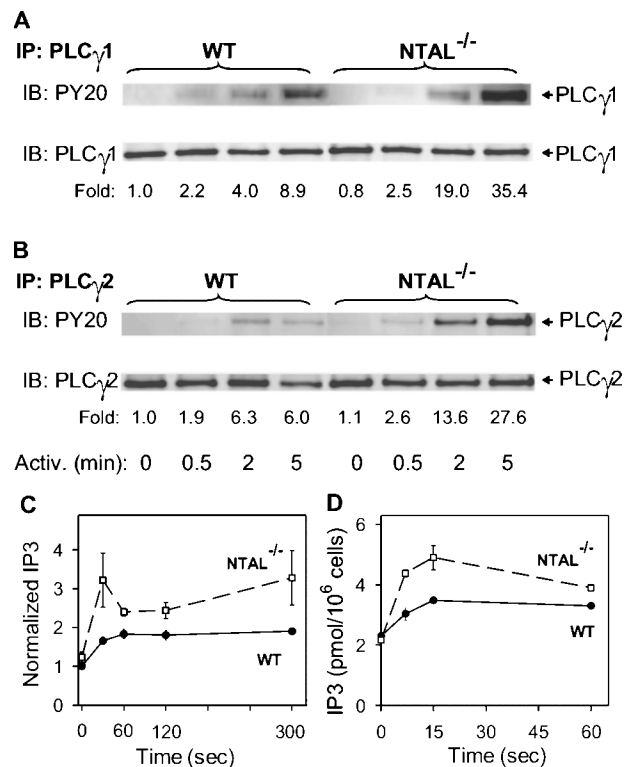 A
IP: PLCγ1 WT NTAL-/-
IB: PY20 PLCγ1
IB: PLCγ1 PLCγ1
Fold: 1.0 2.2 4.0 8.9 0.8 2.5 19.0 35.4
B
IP: PLCγ2 WT NTAL-/-
IB: PY20 PLCγ2
IB: PLCγ2 PLCγ2
Fold: 1.0 1.9 6.3 6.0 1.1 2.6 13.6 27.6
Activ. (min): 0 0.5 2 5 0 0.5 2 5
C
Normalized IP3
4
3
2
1
0
NTAL-/-
WT
0 60 120 300
Time (sec)
D
IP3 (pmol/10⁶ cells)
6
4
2
0
NTAL-/-
WT
0 15 30 45 60
Time (sec)